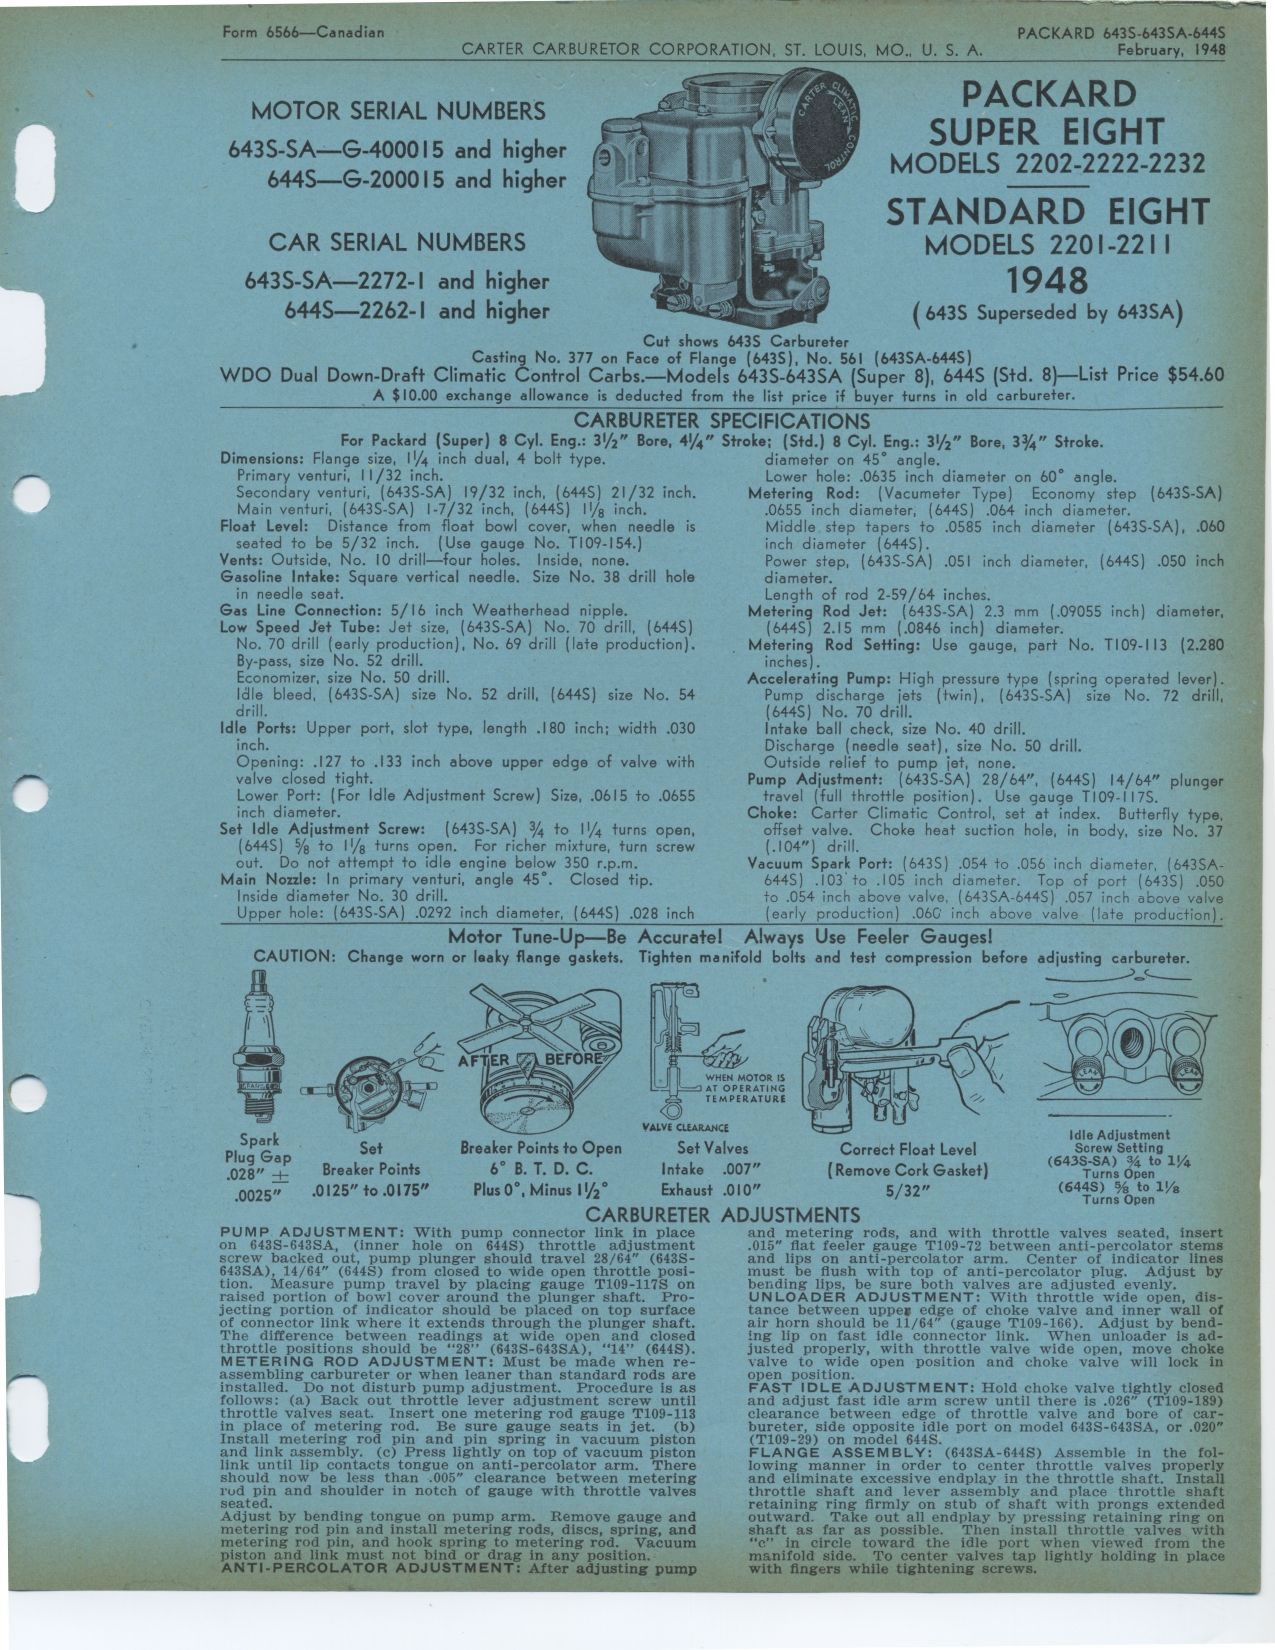 Form 6566—Canadian
PACKARD 643S-643SA-644S
CARTER CARBURETOR CORPORATION, ST. LOUIS, MO., U. S. A.
February, 1948
MOTOR SERIAL NUMBERS
643S-SA—G-400015 and higher
644S—G-200015 and higher
CAR SERIAL NUMBERS
643S-SA—2272-1 and higher
644S—2262-1 and higher
CARTER CLIMATIC CONTROL
LEAN
PACKARD
SUPER EIGHT
MODELS 2202-2222-2232
STANDARD EIGHT
MODELS 2201-2211
1948
(643S Superseded by 643SA)
Cut shows 643S Carbureter
Casting No. 377 on Face of Flange (643S), No. 561 (643SA-644S)
WDO Dual Down-Draft Climatic Control Carbs.—Models 643S-643SA (Super 8), 644S (Std. 8)—List Price $54.60
A $10.00 exchange allowance is deducted from the list price if buyer turns in old carbureter.
CARBURETER SPECIFICATIONS
For Packard (Super) 8 Cyl. Eng.: 3½" Bore, 4¼" Stroke; (Std.) 8 Cyl. Eng.: 3½" Bore, 3¾" Stroke.
Dimensions: Flange size, 1¼ inch dual, 4 bolt type.
Primary venturi, 11/32 inch.
Secondary venturi, (643S-SA) 19/32 inch, (644S) 21/32 inch.
Main venturi, (643S-SA) 1-7/32 inch, (644S) 1⅛ inch.
Float Level: Distance from float bowl cover, when needle is
seated to be 5/32 inch. (Use gauge No. T109-154.)
Vents: Outside, No. 10 drill—four holes. Inside, none.
Gasoline Intake: Square vertical needle. Size No. 38 drill hole
in needle seat.
Gas Line Connection: 5/16 inch Weatherhead nipple.
Low Speed Jet Tube: Jet size, (643S-SA) No. 70 drill, (644S)
No. 70 drill (early production), No. 69 drill (late production).
By-pass, size No. 52 drill.
Economizer, size No. 50 drill.
Idle bleed, (643S-SA) size No. 52 drill, (644S) size No. 54
drill.
Idle Ports: Upper port, slot type, length .180 inch; width .030
inch.
Opening: .127 to .133 inch above upper edge of valve with
valve closed tight.
Lower Port: (For Idle Adjustment Screw) Size, .0615 to .0655
inch diameter.
Set Idle Adjustment Screw: (643S-SA) ¾ to 1¼ turns open,
(644S) ⅝ to 1⅛ turns open. For richer mixture, turn screw
out. Do not attempt to idle engine below 350 r.p.m.
Main Nozzle: In primary venturi, angle 45°. Closed tip.
Inside diameter No. 30 drill.
Upper hole: (643S-SA) .0292 inch diameter, (644S) .028 inch
diameter on 45° angle.
Lower hole: .0635 inch diameter on 60° angle.
Metering Rod: (Vacumeter Type) Economy step (643S-SA)
.0655 inch diameter, (644S) .064 inch diameter.
Middle step tapers to .0585 inch diameter (643S-SA), .060
inch diameter (644S).
Power step, (643S-SA) .051 inch diameter, (644S) .050 inch
diameter.
Length of rod 2-59/64 inches.
Metering Rod Jet: (643S-SA) 2.3 mm (.09055 inch) diameter,
(644S) 2.15 mm (.0846 inch) diameter.
Metering Rod Setting: Use gauge, part No. T109-113 (2.280
inches).
Accelerating Pump: High pressure type (spring operated lever).
Pump discharge jets (twin), (643S-SA) size No. 72 drill,
(644S) No. 70 drill.
Intake ball check, size No. 40 drill.
Discharge (needle seat), size No. 50 drill.
Outside relief to pump jet, none.
Pump Adjustment: (643S-SA) 28/64", (644S) 14/64" plunger
travel (full throttle position). Use gauge T109-117S.
Choke: Carter Climatic Control, set at index. Butterfly type,
offset valve. Choke heat suction hole, in body, size No. 37
(.104") drill.
Vacuum Spark Port: (643S) .054 to .056 inch diameter, (643SA-
644S) .103 to .105 inch diameter. Top of port (643S) .050
to .054 inch above valve, (643SA-644S) .057 inch above valve
(early production) .060 inch above valve (late production).
Motor Tune-Up—Be Accurate! Always Use Feeler Gauges!
CAUTION: Change worn or leaky flange gaskets. Tighten manifold bolts and test compression before adjusting carbureter.
AFTER BEFORE
WHEN MOTOR IS
AT OPERATING
TEMPERATURE
VALVE CLEARANCE
LEAN
LEAN
Spark
Plug Gap
.028" ±
.0025"
Set
Breaker Points
.0125" to .0175"
Breaker Points to Open
6° B. T. D. C.
Plus 0°, Minus 1½°
Set Valves
Intake .007"
Exhaust .010"
Correct Float Level
(Remove Cork Gasket)
5/32"
Idle Adjustment
Screw Setting
(643S-SA) ¾ to 1¼
Turns Open
(644S) ⅝ to 1⅛
Turns Open
CARBURETER ADJUSTMENTS
PUMP ADJUSTMENT: With pump connector link in place
on 643S-643SA, (inner hole on 644S) throttle adjustment
screw backed out, pump plunger should travel 28/64" (643S-
643SA), 14/64" (644S) from closed to wide open throttle posi-
tion. Measure pump travel by placing gauge T109-117S on
raised portion of bowl cover around the plunger shaft. Pro-
jecting portion of indicator should be placed on top surface
of connector link where it extends through the plunger shaft.
The difference between readings at wide open and closed
throttle positions should be "28" (643S-643SA), "14" (644S).
METERING ROD ADJUSTMENT: Must be made when re-
assembling carbureter or when leaner than standard rods are
installed. Do not disturb pump adjustment. Procedure is as
follows: (a) Back out throttle lever adjustment screw until
throttle valves seat. Insert one metering rod gauge T109-113
in place of metering rod. Be sure gauge seats in jet. (b)
Install metering rod pin and pin spring in vacuum piston
and link assembly. (c) Press lightly on top of vacuum piston
link until lip contacts tongue on anti-percolator arm. There
should now be less than .005" clearance between metering
rod pin and shoulder in notch of gauge with throttle valves
seated.
Adjust by bending tongue on pump arm. Remove gauge and
metering rod pin and install metering rods, discs, spring, and
metering rod pin, and hook spring to metering rod. Vacuum
piston and link must not bind or drag in any position.
ANTI-PERCOLATOR ADJUSTMENT: After adjusting pump
and metering rods, and with throttle valves seated, insert
.015" flat feeler gauge T109-72 between anti-percolator stems
and lips on anti-percolator arm. Center of indicator lines
must be flush with top of anti-percolator plug. Adjust by
bending lips, be sure both valves are adjusted evenly.
UNLOADER ADJUSTMENT: With throttle wide open, dis-
tance between upper edge of choke valve and inner wall of
air horn should be 11/64" (gauge T109-166). Adjust by bend-
ing lip on fast idle connector link. When unloader is ad-
justed properly, with throttle valve wide open, move choke
valve to wide open position and choke valve will lock in
open position.
FAST IDLE ADJUSTMENT: Hold choke valve tightly closed
and adjust fast idle arm screw until there is .026" (T109-189)
clearance between edge of throttle valve and bore of car-
bureter, side opposite idle port on model 643S-643SA, or .020"
(T109-29) on model 644S.
FLANGE ASSEMBLY: (643SA-644S) Assemble in the fol-
lowing manner in order to center throttle valves properly
and eliminate excessive endplay in the throttle shaft. Install
throttle shaft and lever assembly and place throttle shaft
retaining ring firmly on stub of shaft with prongs extended
outward. Take out all endplay by pressing retaining ring on
shaft as far as possible. Then install throttle valves with
"c" in circle toward the idle port when viewed from the
manifold side. To center valves tap lightly holding in place
with fingers while tightening screws.